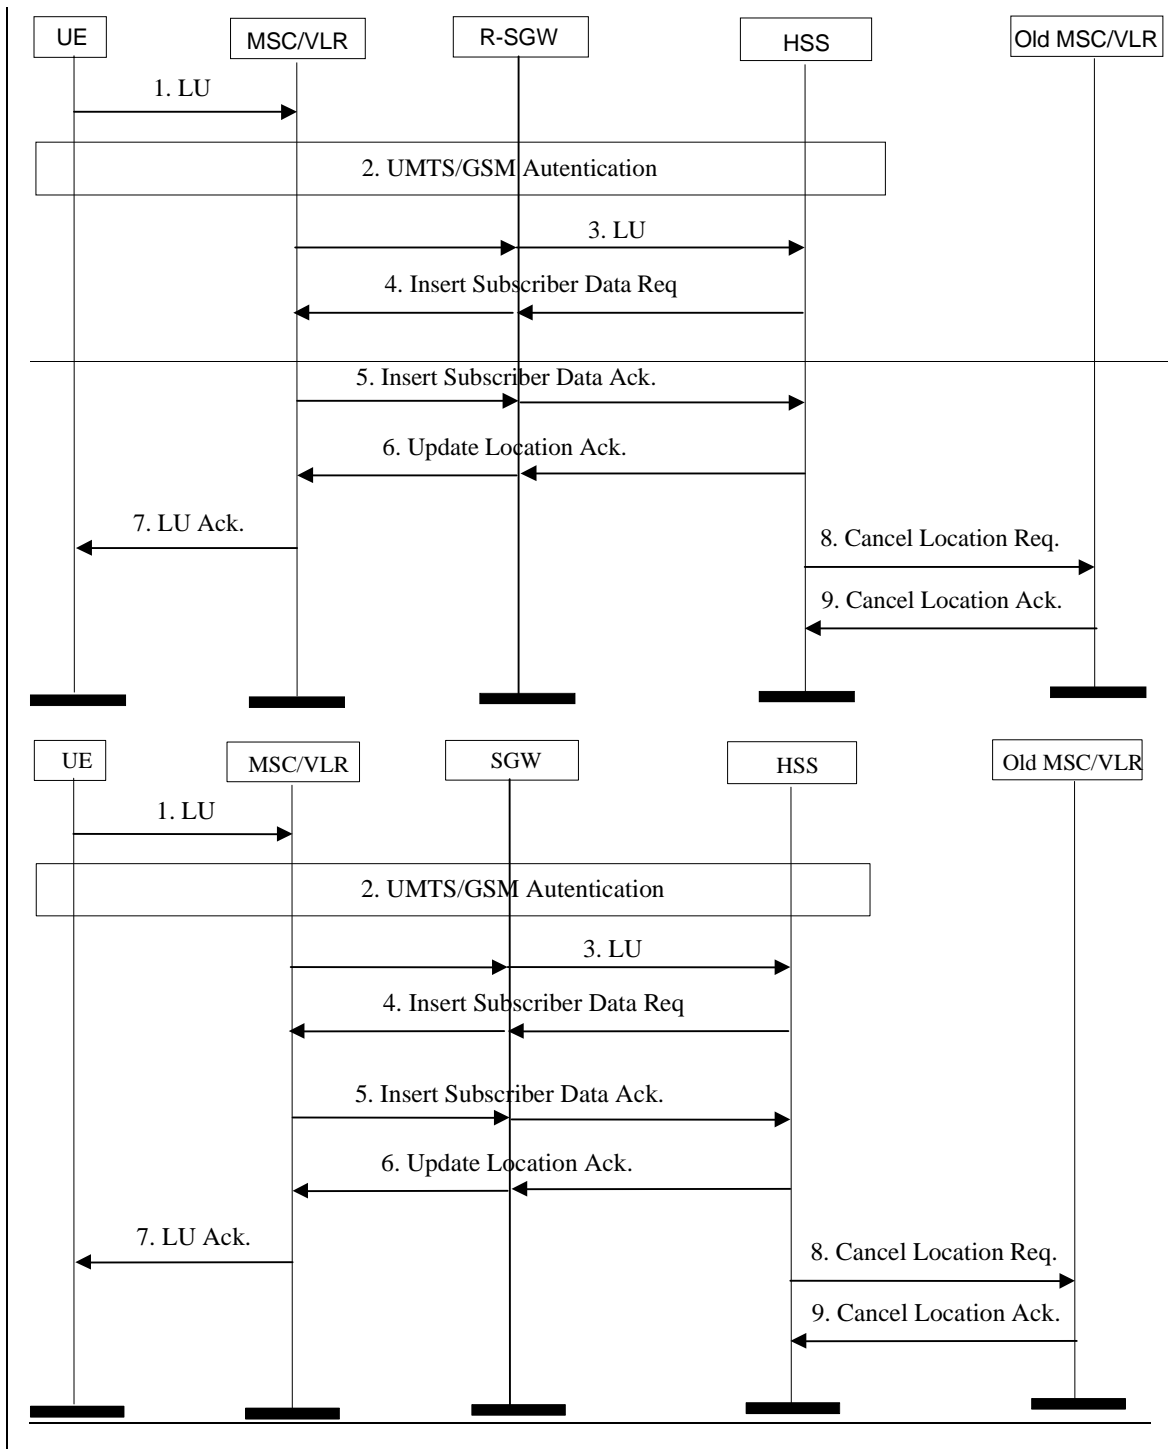 UE
MSC/VLR
R-SGW
HSS
Old MSC/VLR
1. LU
2. UMTS/GSM Autentication
3. LU
4. Insert Subscriber Data Req
5. Insert Subscriber Data Ack.
6. Update Location Ack.
7. LU Ack.
8. Cancel Location Req.
9. Cancel Location Ack.
UE
MSC/VLR
SGW
HSS
Old MSC/VLR
1. LU
2. UMTS/GSM Autentication
3. LU
4. Insert Subscriber Data Req
5. Insert Subscriber Data Ack.
6. Update Location Ack.
7. LU Ack.
8. Cancel Location Req.
9. Cancel Location Ack.